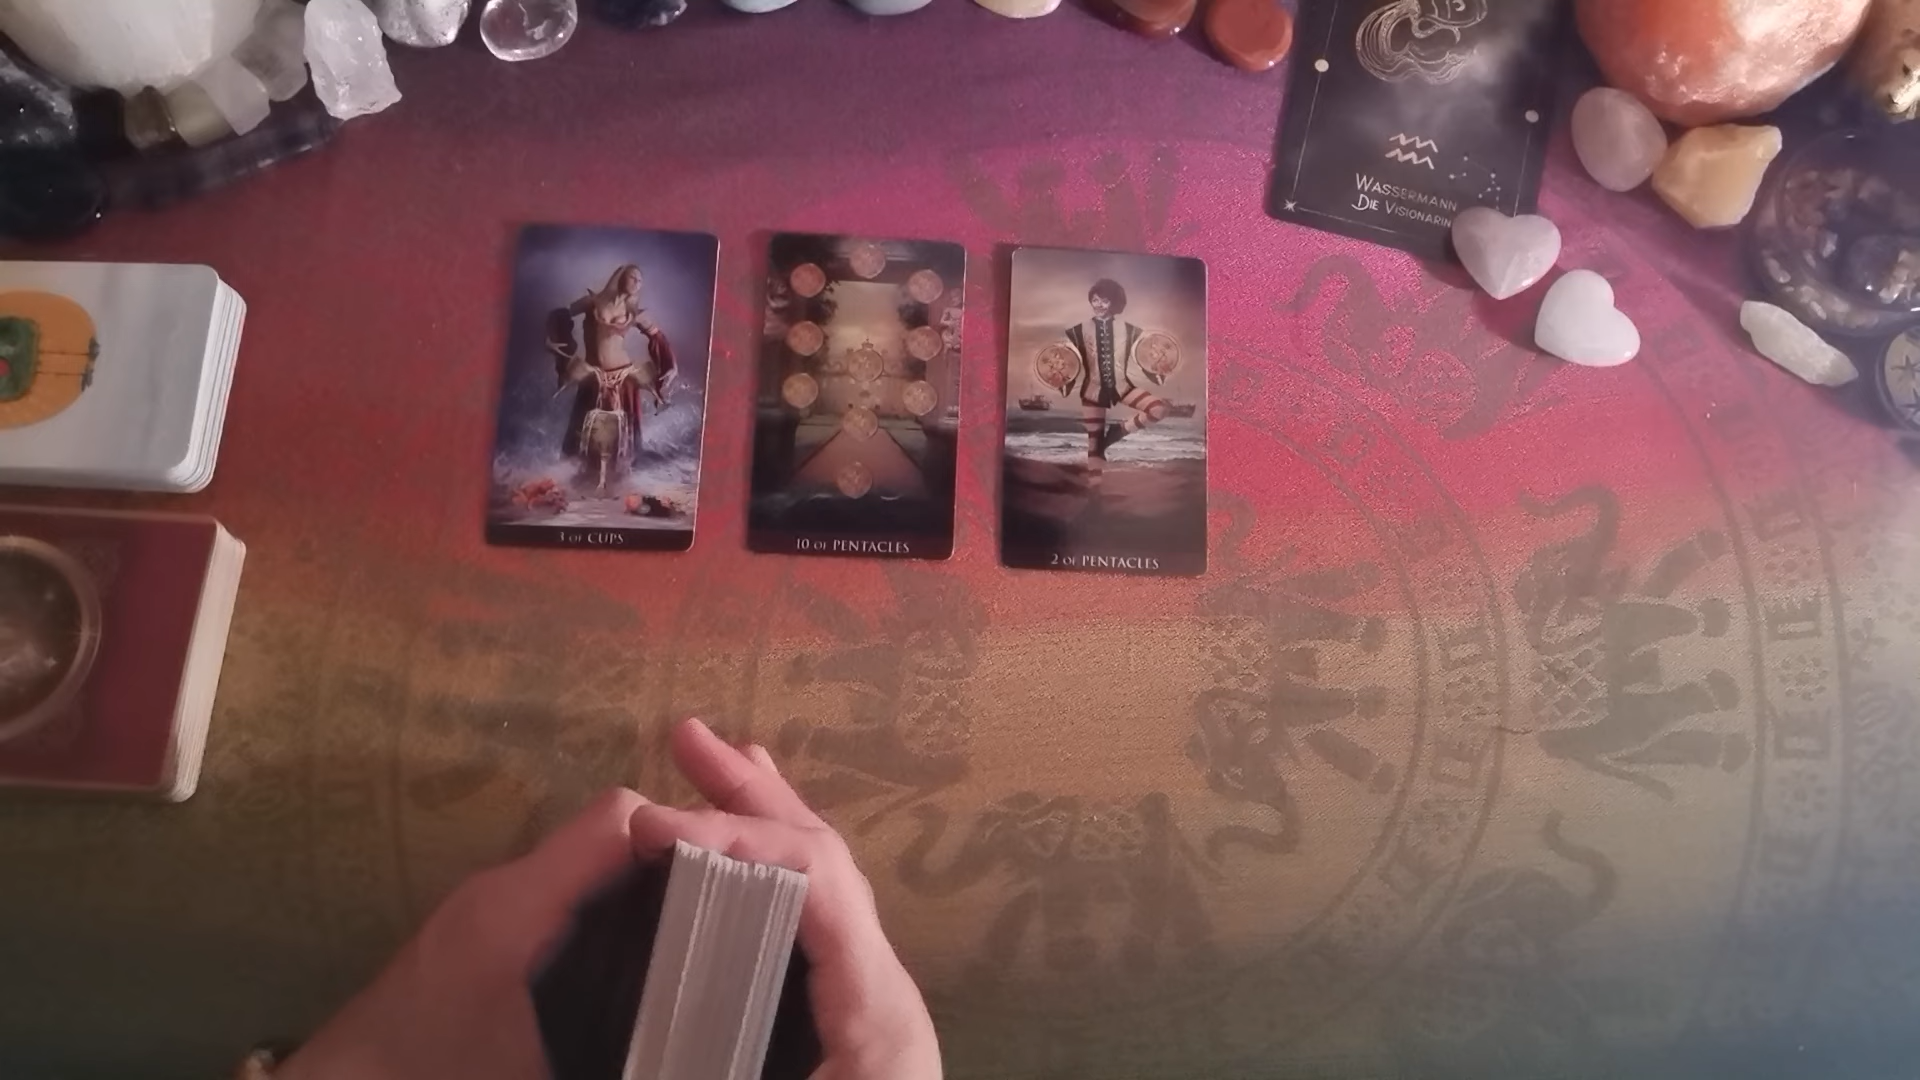 WASSERMANN
DIE VISIONARIN
3 OF CUPS
10 OF PENTACLES
2 OF PENTACLES